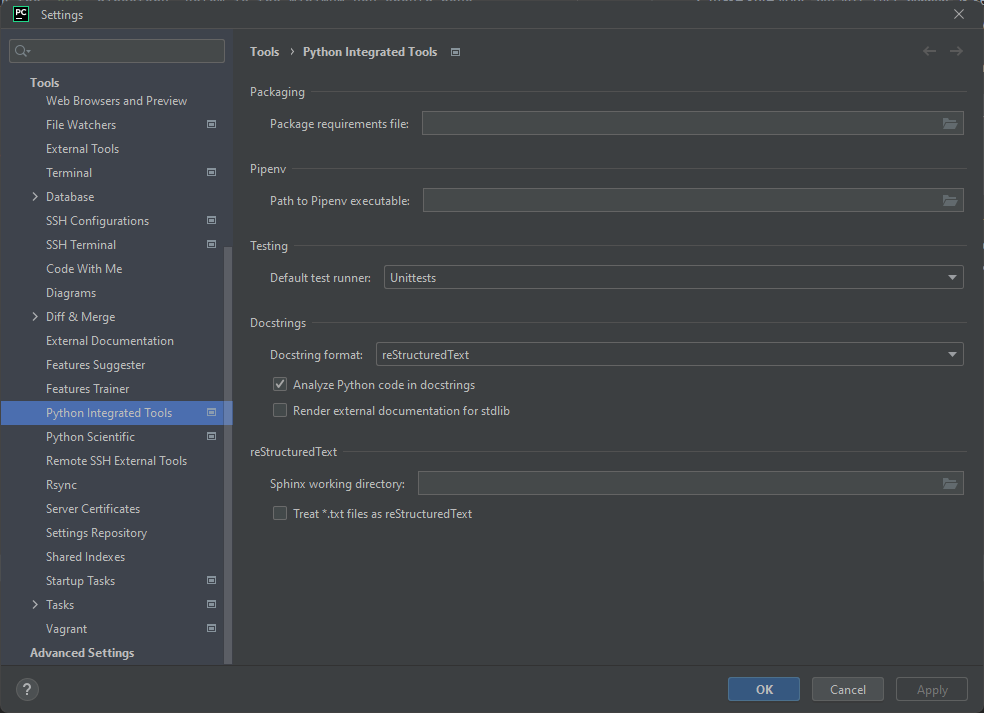 PC Settings
Tools
Web Browsers and Preview
File Watchers
External Tools
Terminal
Database
SSH Configurations
SSH Terminal
Code With Me
Diagrams
Diff & Merge
External Documentation
Features Suggester
Features Trainer
Python Integrated Tools
Python Scientific
Remote SSH External Tools
Rsync
Server Certificates
Settings Repository
Shared Indexes
Startup Tasks
Tasks
Vagrant
Advanced Settings
Tools › Python Integrated Tools
Packaging
Package requirements file:
Pipenv
Path to Pipenv executable:
Testing
Default test runner: Unittests
Docstrings
Docstring format: reStructuredText
Analyze Python code in docstrings
Render external documentation for stdlib
reStructuredText
Sphinx working directory:
Treat *.txt files as reStructuredText
? OK Cancel Apply